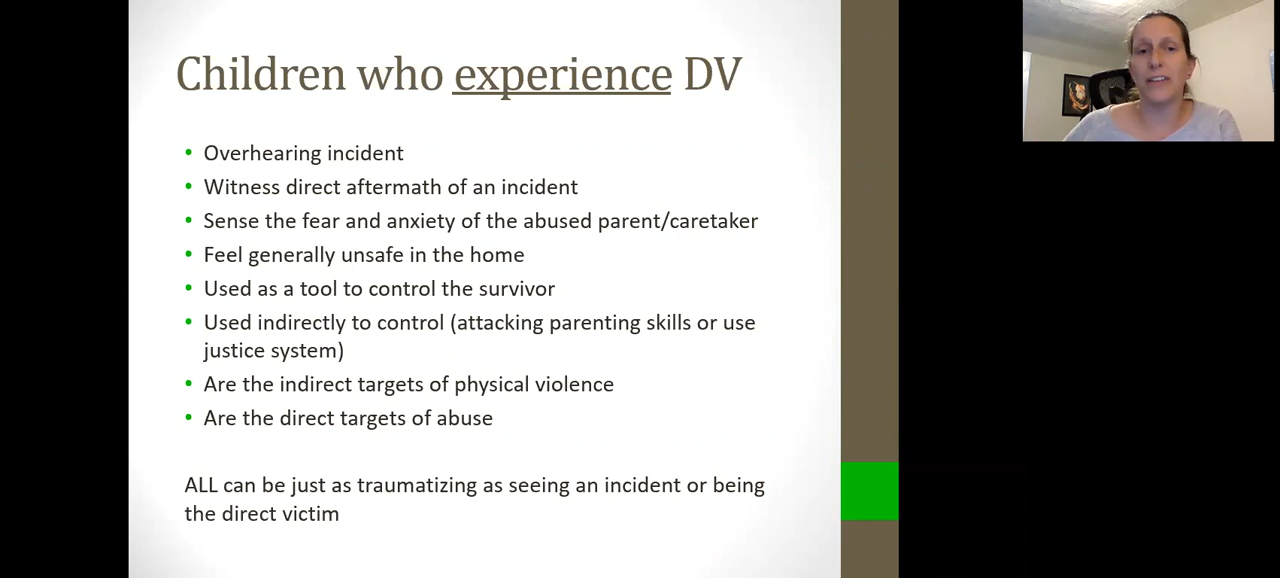 Children who experience DV
• Overhearing incident
• Witness direct aftermath of an incident
• Sense the fear and anxiety of the abused parent/caretaker
• Feel generally unsafe in the home
• Used as a tool to control the survivor
• Used indirectly to control (attacking parenting skills or use
justice system)
• Are the indirect targets of physical violence
• Are the direct targets of abuse
ALL can be just as traumatizing as seeing an incident or being
the direct victim